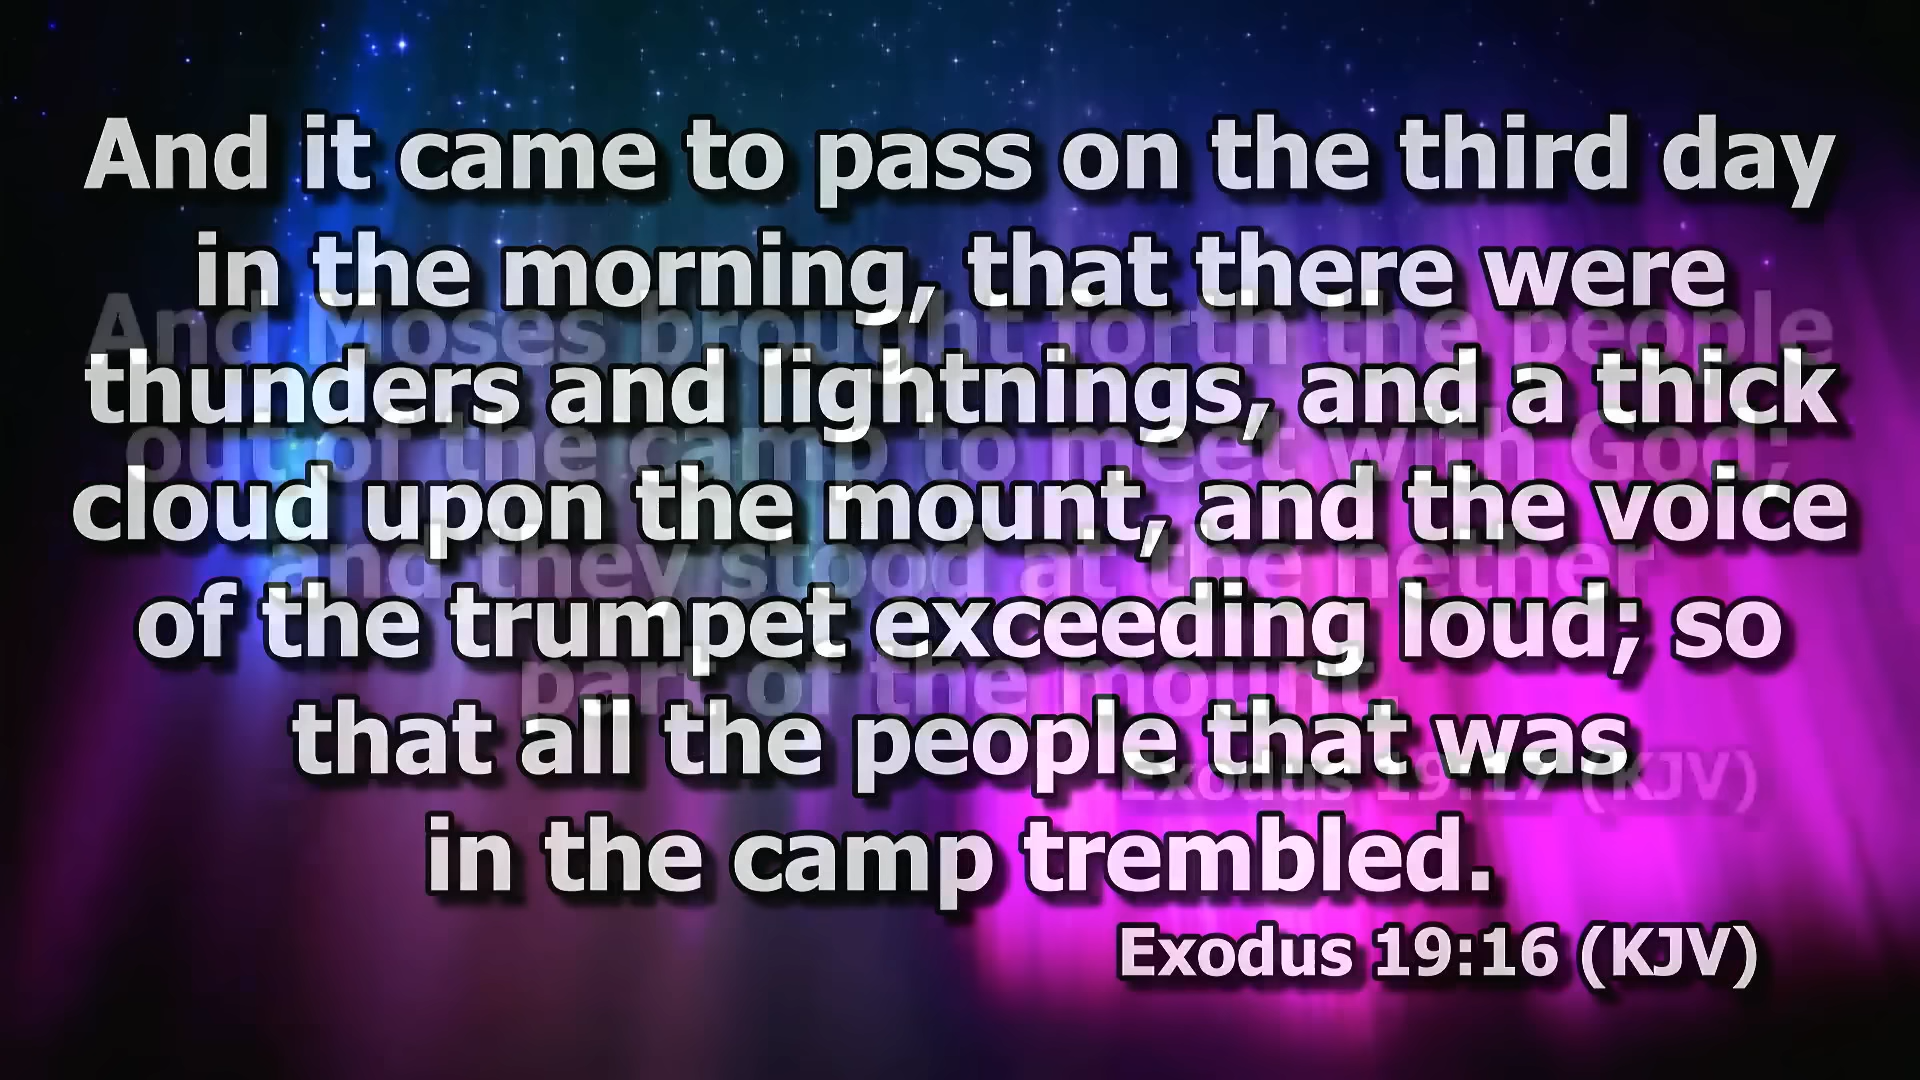 And it came to pass on the third day
in the morning, that there were
thunders and lightnings, and a thick
cloud upon the mount, and the voice
of the trumpet exceeding loud; so
that all the people that was
in the camp trembled.
Exodus 19:16 (KJV)
And Moses brought forth the people
out of the camp to meet with God;
and they stood at the nether
part of the mount.
Exodus 19:17 (KJV)